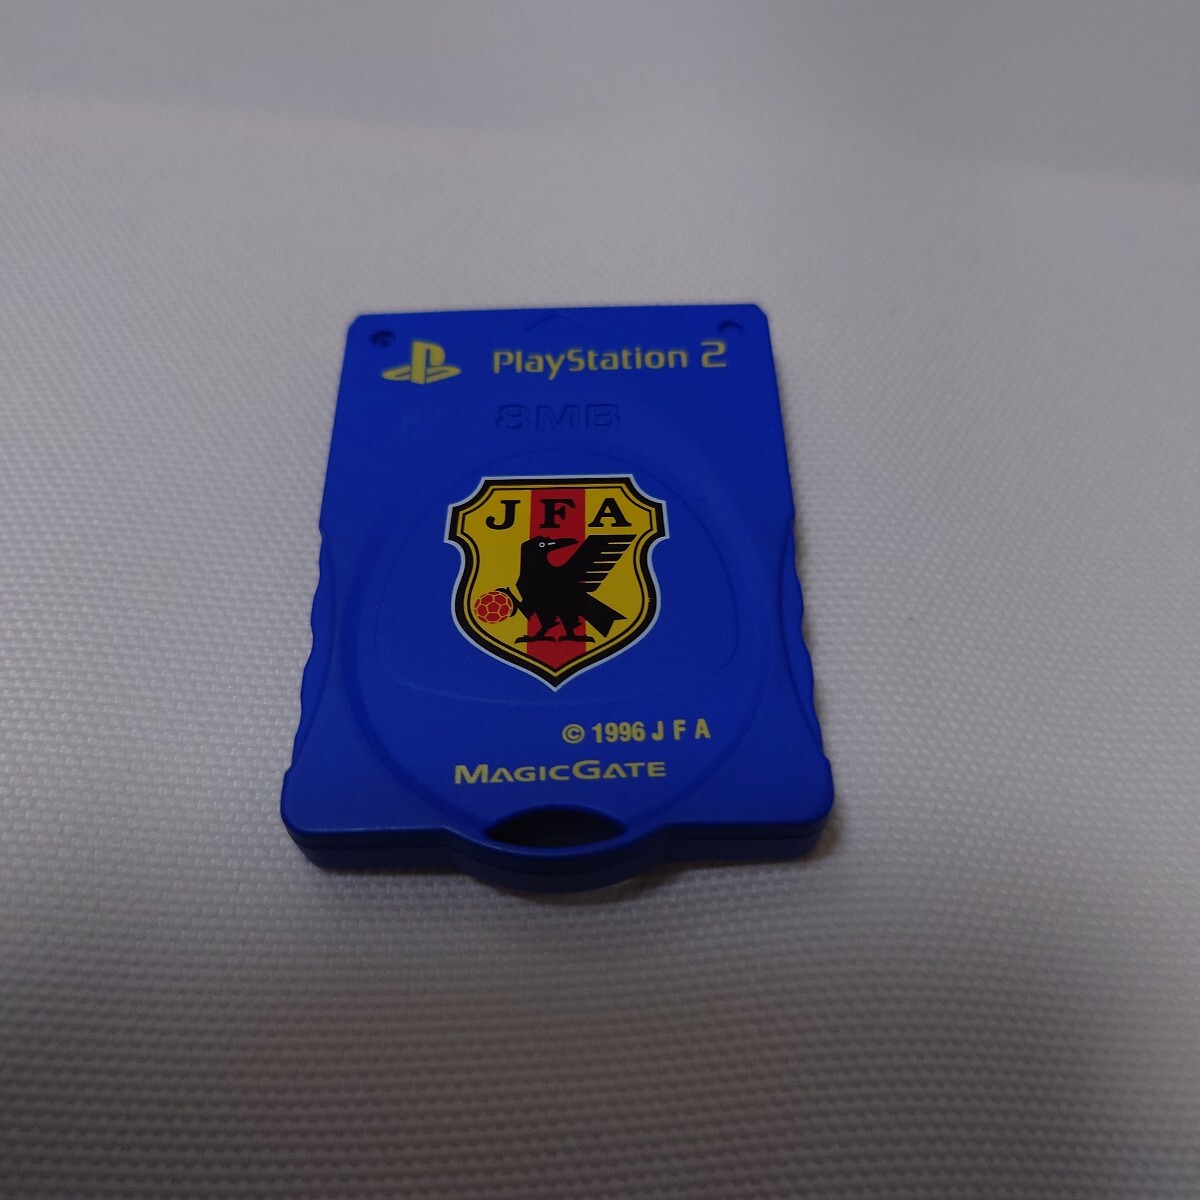 PlayStation 2
8MB
JFA
© 1996 J F A
MAGICGATE